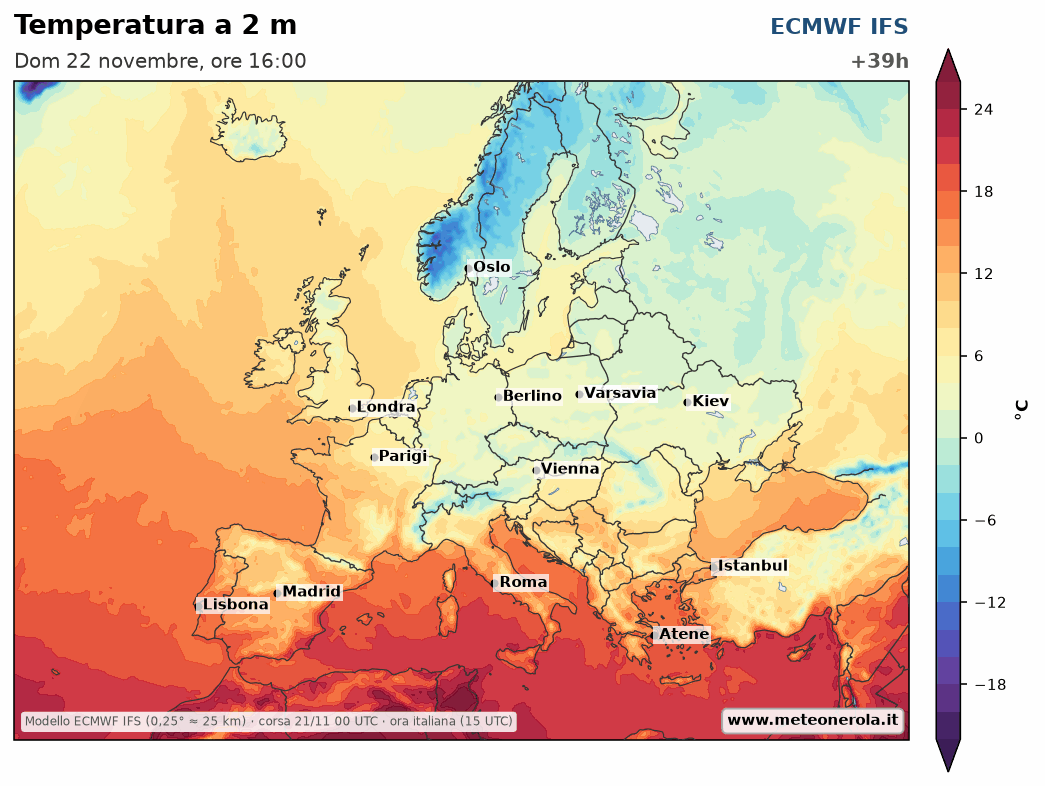 Temperatura a 2 m
ECMWF IFS
Dom 22 novembre, ore 16:00
+39h
24
18
12
6
0
−6
−12
−18
°C
Oslo
Berlino
Varsavia
Kiev
Londra
Parigi
Vienna
Istanbul
Roma
Madrid
Lisbona
Atene
Modello ECMWF IFS (0,25° ≈ 25 km) · corsa 21/11 00 UTC · ora italiana (15 UTC)
www.meteonerola.it